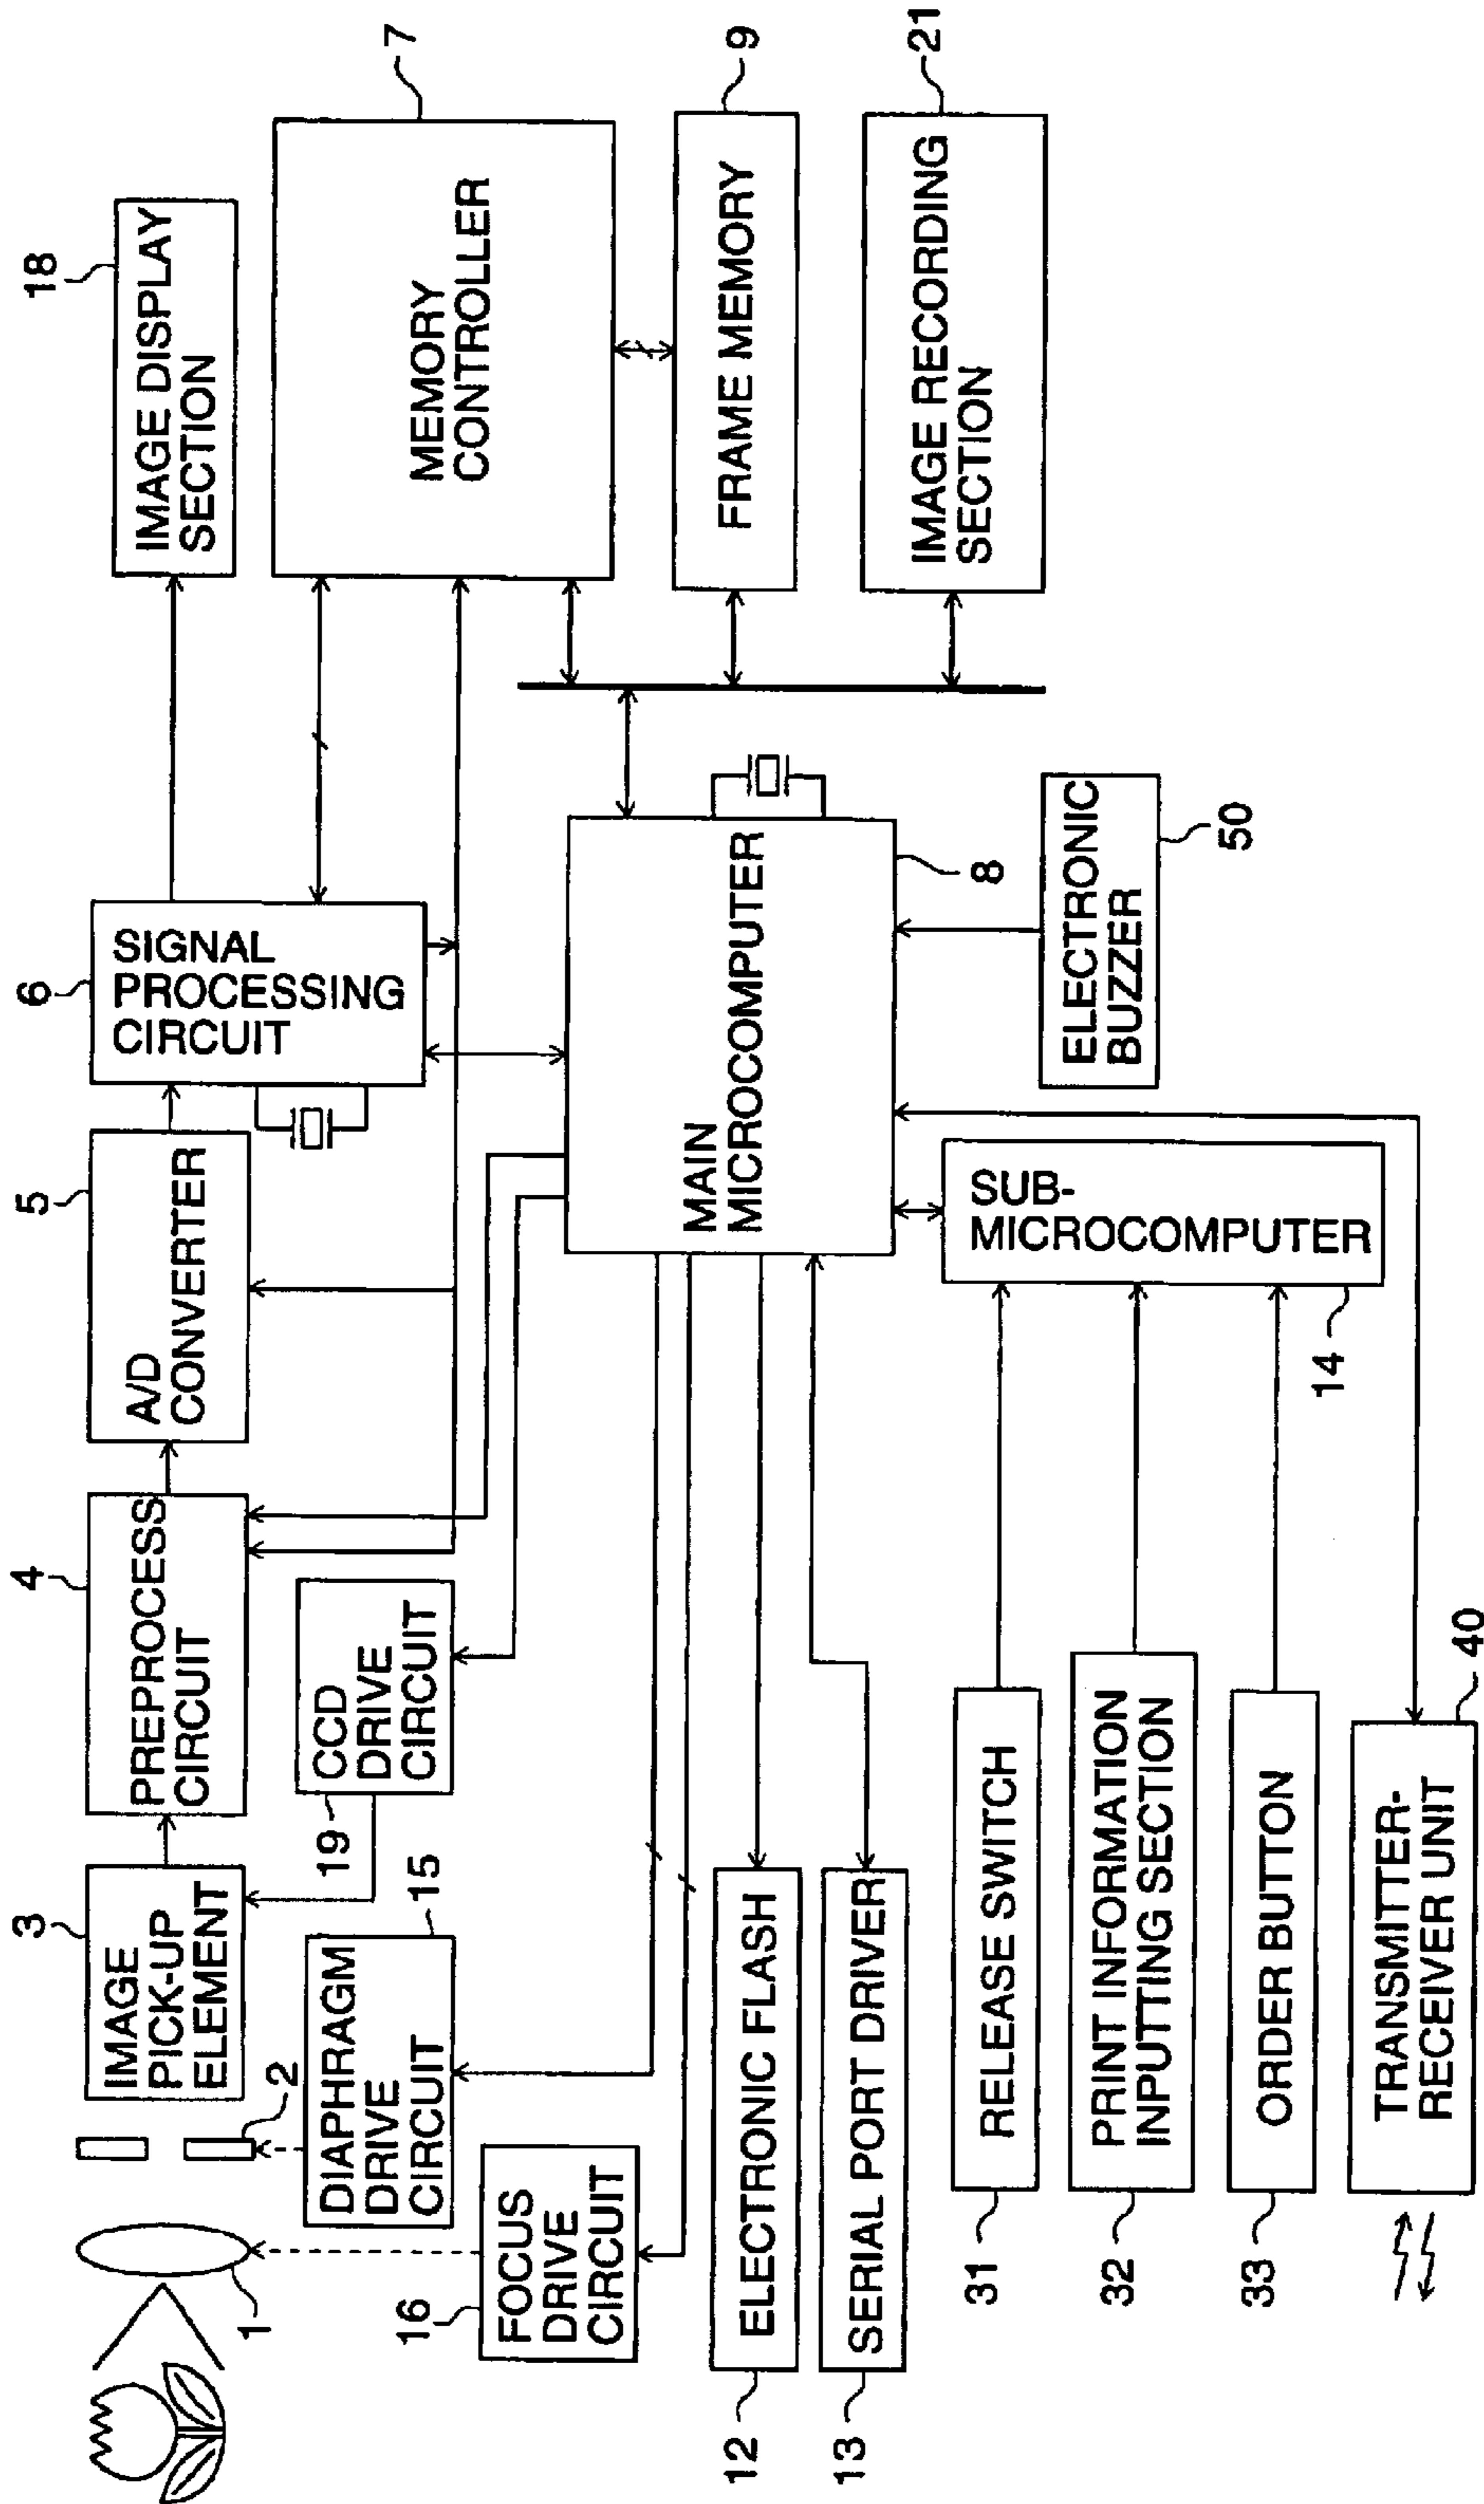 18
IMAGE DISPLAY
SECTION
7
MEMORY
CONTROLLER
9
FRAME MEMORY
21
IMAGE RECORDING
SECTION
6
SIGNAL
PROCESSING
CIRCUIT
5
A/D
CONVERTER
4
PREPROCESS
CIRCUIT
3
IMAGE
PICK-UP
ELEMENT
2
1
19
CCD
DRIVE
CIRCUIT
15
DIAPHRAGM
DRIVE
CIRCUIT
16
FOCUS
DRIVE
CIRCUIT
MAIN
MICROCOMPUTER
8
ELECTRONIC
BUZZER
50
12
ELECTRONIC FLASH
13
SERIAL PORT DRIVER
SUB-
MICROCOMPUTER
14
31
RELEASE SWITCH
32
PRINT INFORMATION
INPUTTING SECTION
33
ORDER BUTTON
40
TRANSMITTER-
RECEIVER UNIT